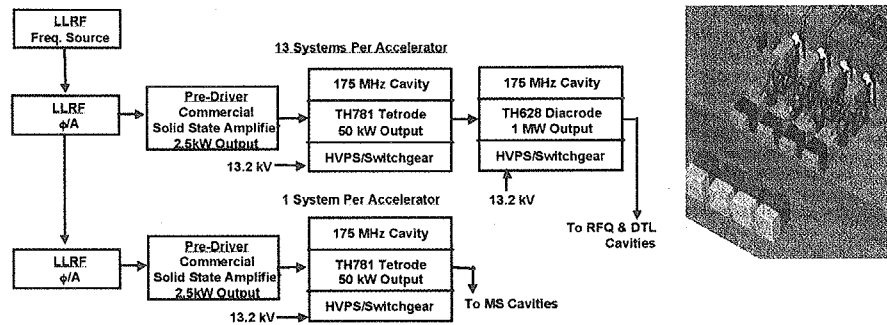 LLRF
Freq. Source
13 Systems Per Accelerator
LLRF
ϕ/A
Pre-Driver
Commercial
Solid State Amplifie
2.5kW Output
175 MHz Cavity
TH781 Tetrode
50 kW Output
HVPS/Switchgear
13.2 kV
175 MHz Cavity
TH628 Diacrode
1 MW Output
HVPS/Switchgear
13.2 kV
To RFQ & DTL
Cavities
1 System Per Accelerator
LLRF
ϕ/A
Pre-Driver
Commercial
Solid State Amplifie
2.5kW Output
175 MHz Cavity
TH781 Tetrode
50 kW Output
HVPS/Switchgear
13.2 kV
To MS Cavities